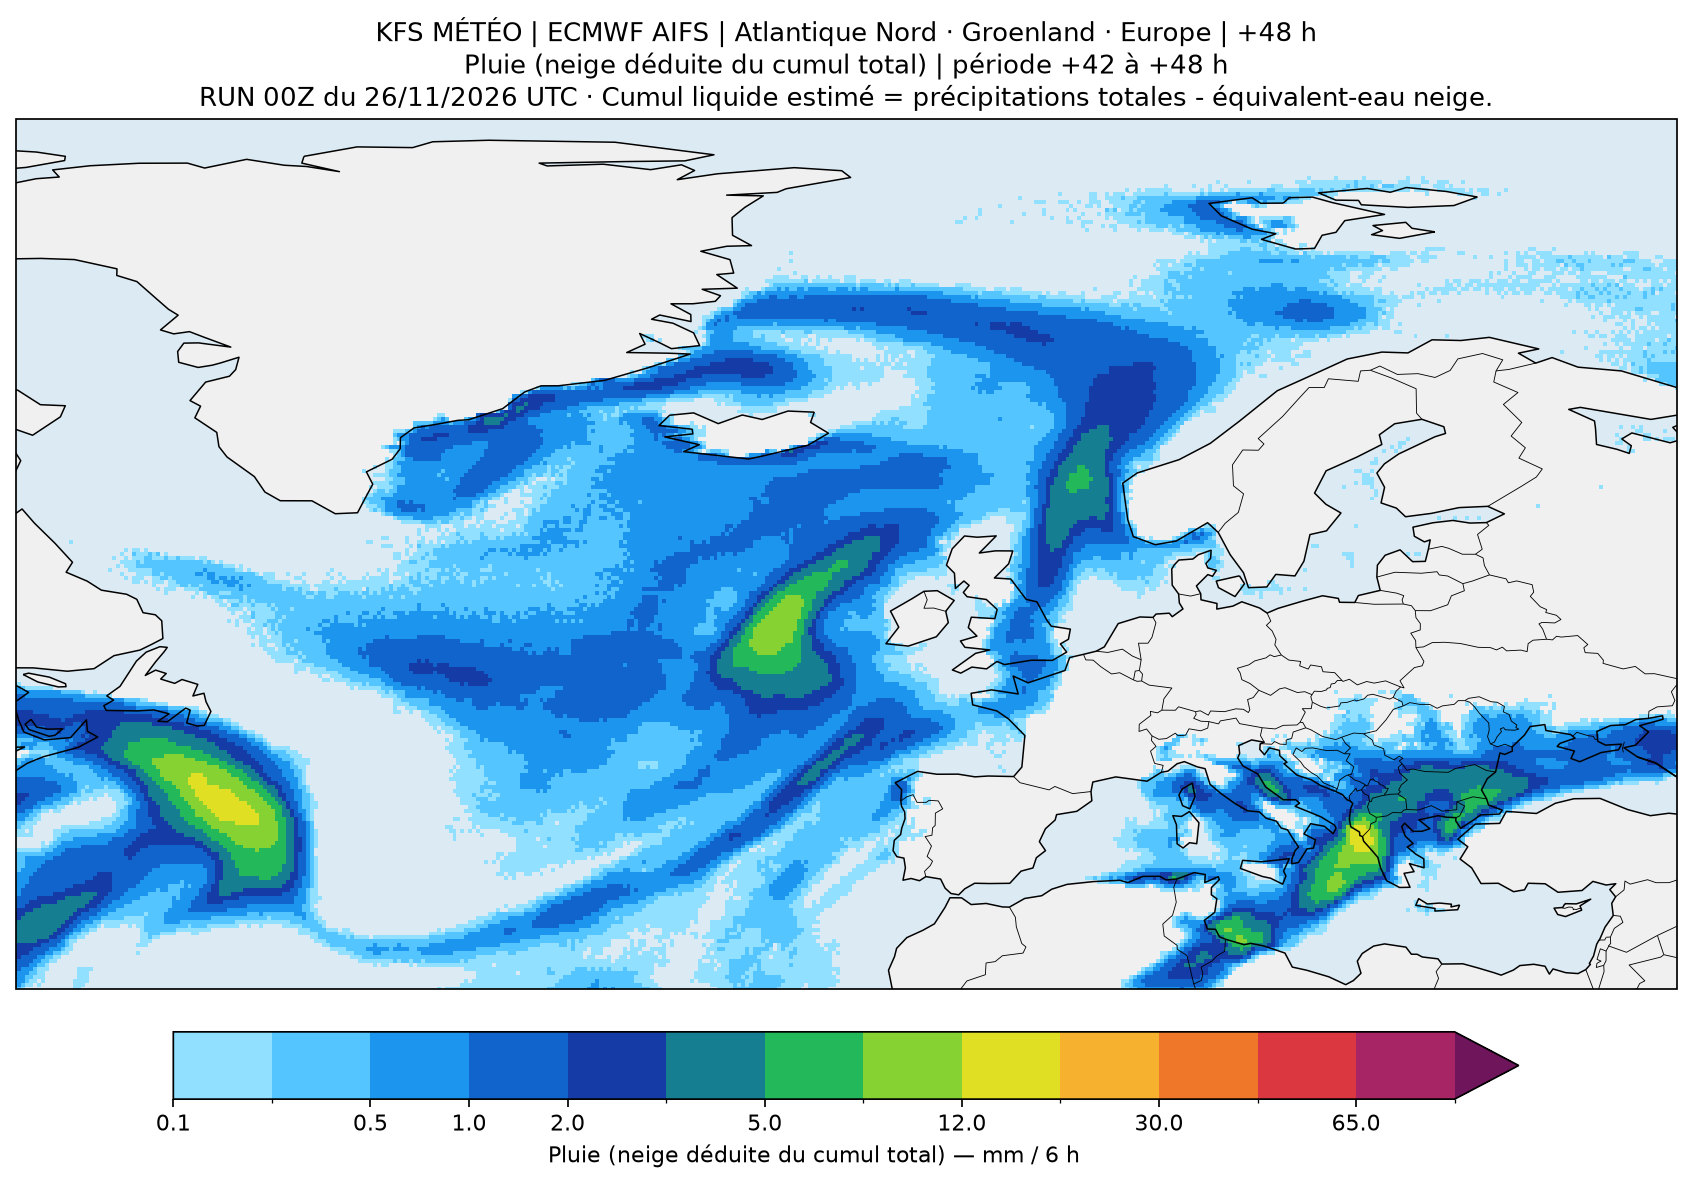 KFS MÉTÉO | ECMWF AIFS | Atlantique Nord · Groenland · Europe | +48 h
Pluie (neige déduite du cumul total) | période +42 à +48 h
RUN 00Z du 26/11/2026 UTC · Cumul liquide estimé = précipitations totales - équivalent-eau neige.
0.1 0.5 1.0 2.0 5.0 12.0 30.0 65.0
Pluie (neige déduite du cumul total) — mm / 6 h